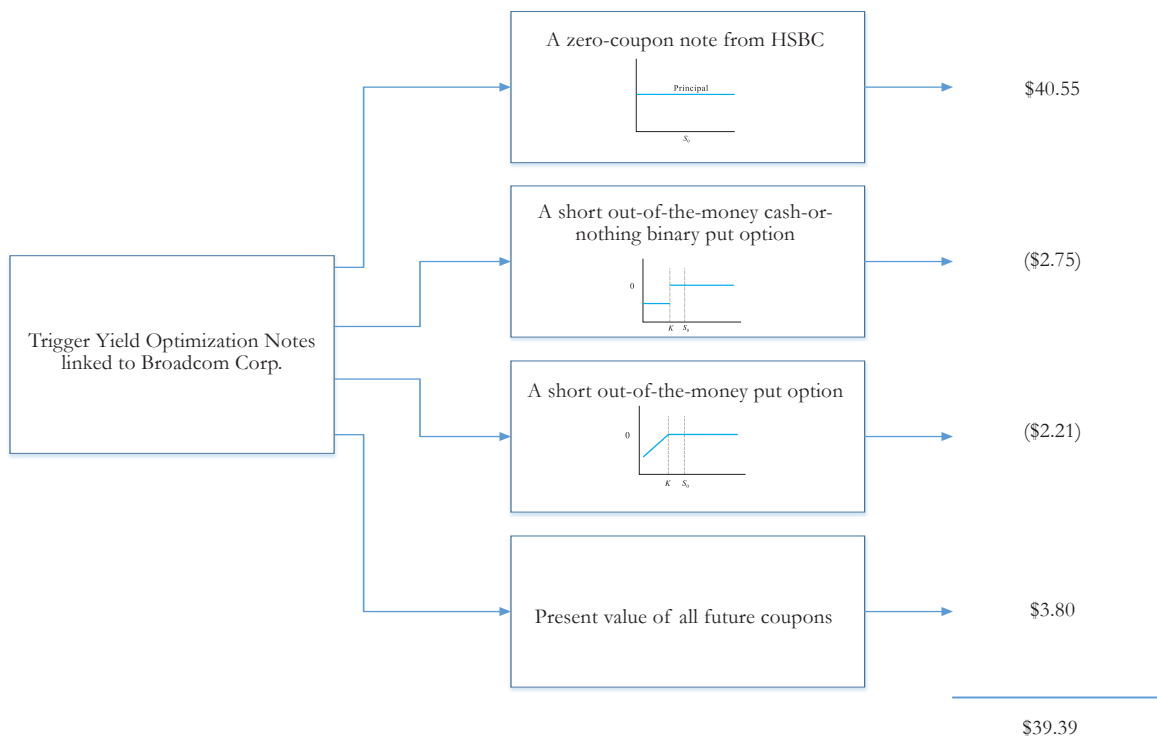 Trigger Yield Optimization Notes
linked to Broadcom Corp.
A zero-coupon note from HSBC
Principal
S₀
$40.55
A short out-of-the-money cash-or-
nothing binary put option
0
K
S₀
($2.75)
A short out-of-the-money put option
0
K
S₀
($2.21)
Present value of all future coupons
$3.80
$39.39